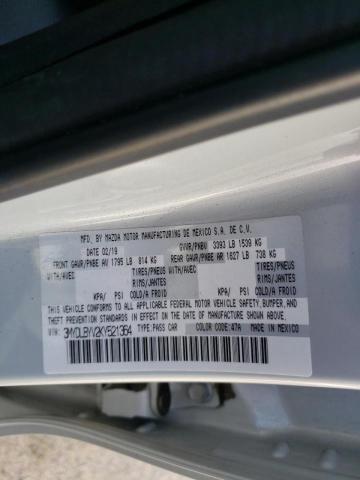 MFD. BY MAZDA MOTOR MANUFACTURING DE MEXICO S.A. DE C.V.
DATE 02/19 GVWR/PNBV 3393 LB 1539 KG
FRONT GAWR/PNBE AV 1795 LB 814 KG REAR GAWR/PNBE AR 1627 LB 738 KG
WITH/AVEC TIRES/PNEUS WITH/AVEC TIRES/PNEUS
RIMS/JANTES RIMS/JANTES
KPA/ PSI COLD/A FROID KPA/ PSI COLD/A FROID
THIS VEHICLE CONFORMS TO ALL APPLICABLE FEDERAL MOTOR VEHICLE SAFETY, BUMPER, AND
THEFT PREVENTION STANDARDS IN EFFECT ON THE DATE OF MANUFACTURE SHOWN ABOVE.
VIN: TYPE: PASS CAR COLOR CODE: 47A MADE IN MEXICO